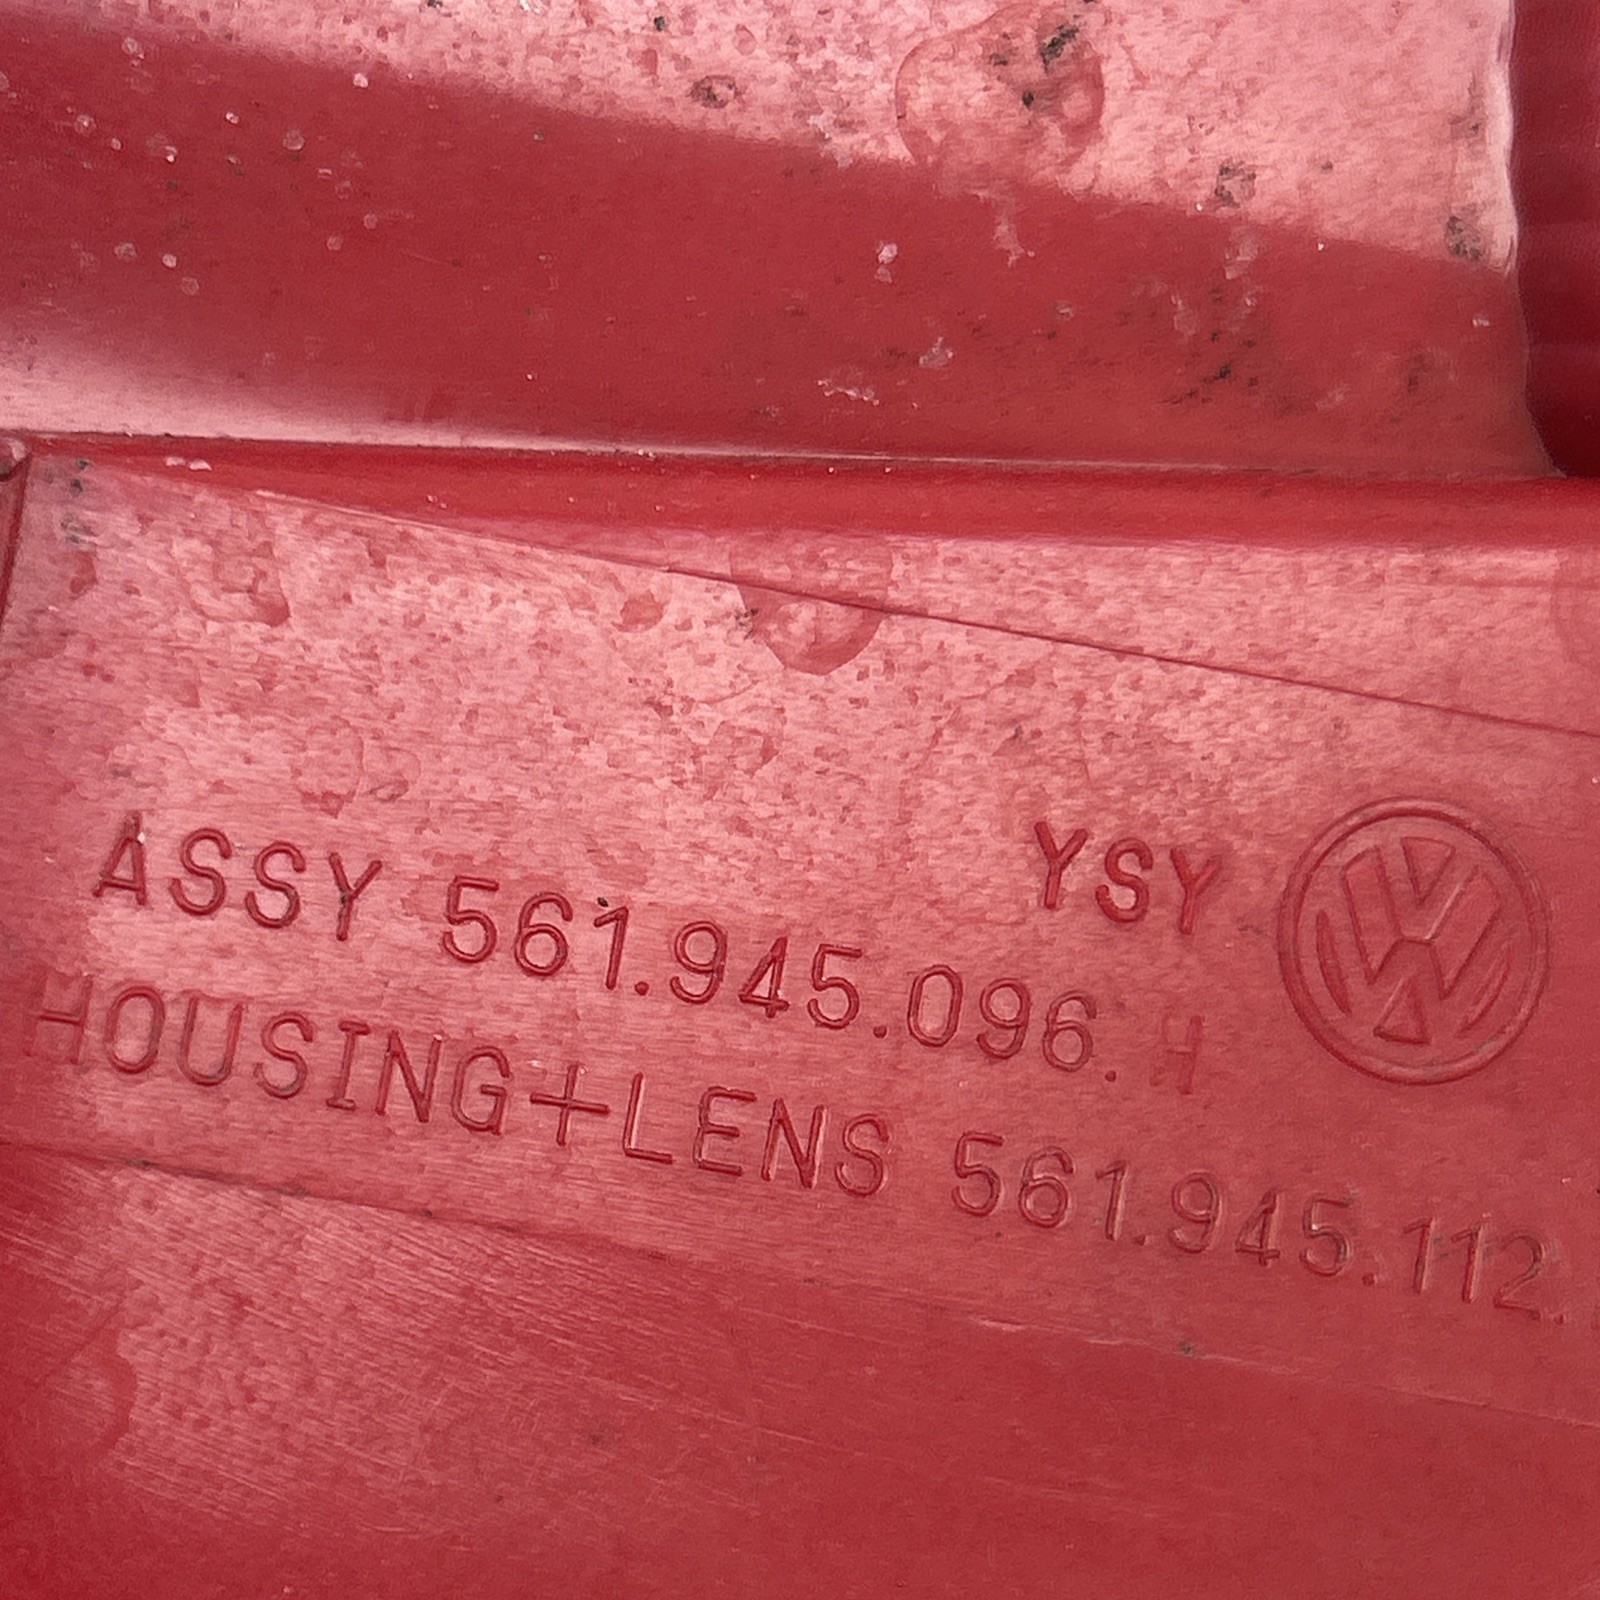 YSY
ASSY 561.945.096.H
HOUSING+LENS 561.945.112.